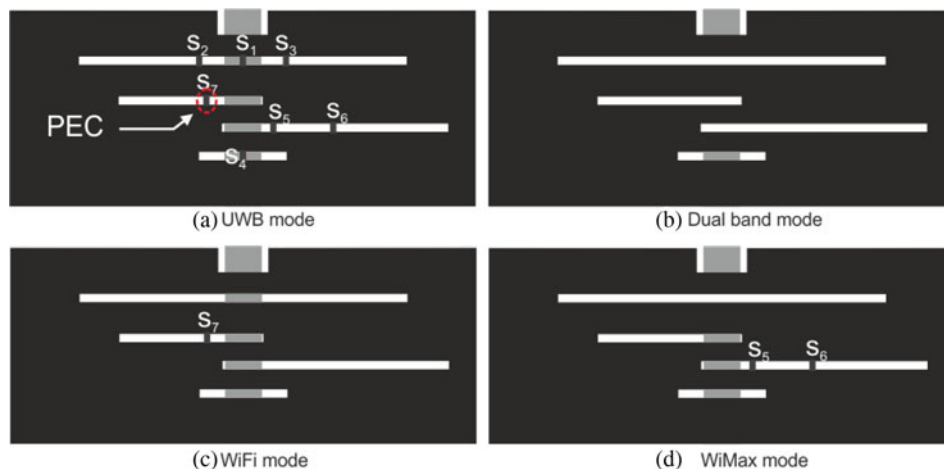 S₂ S₁ S₃
S₇
PEC
S₅ S₆
S₄
(a) UWB mode
(b) Dual band mode
S₇
S₅ S₆
(c) WiFi mode
(d) WiMax mode